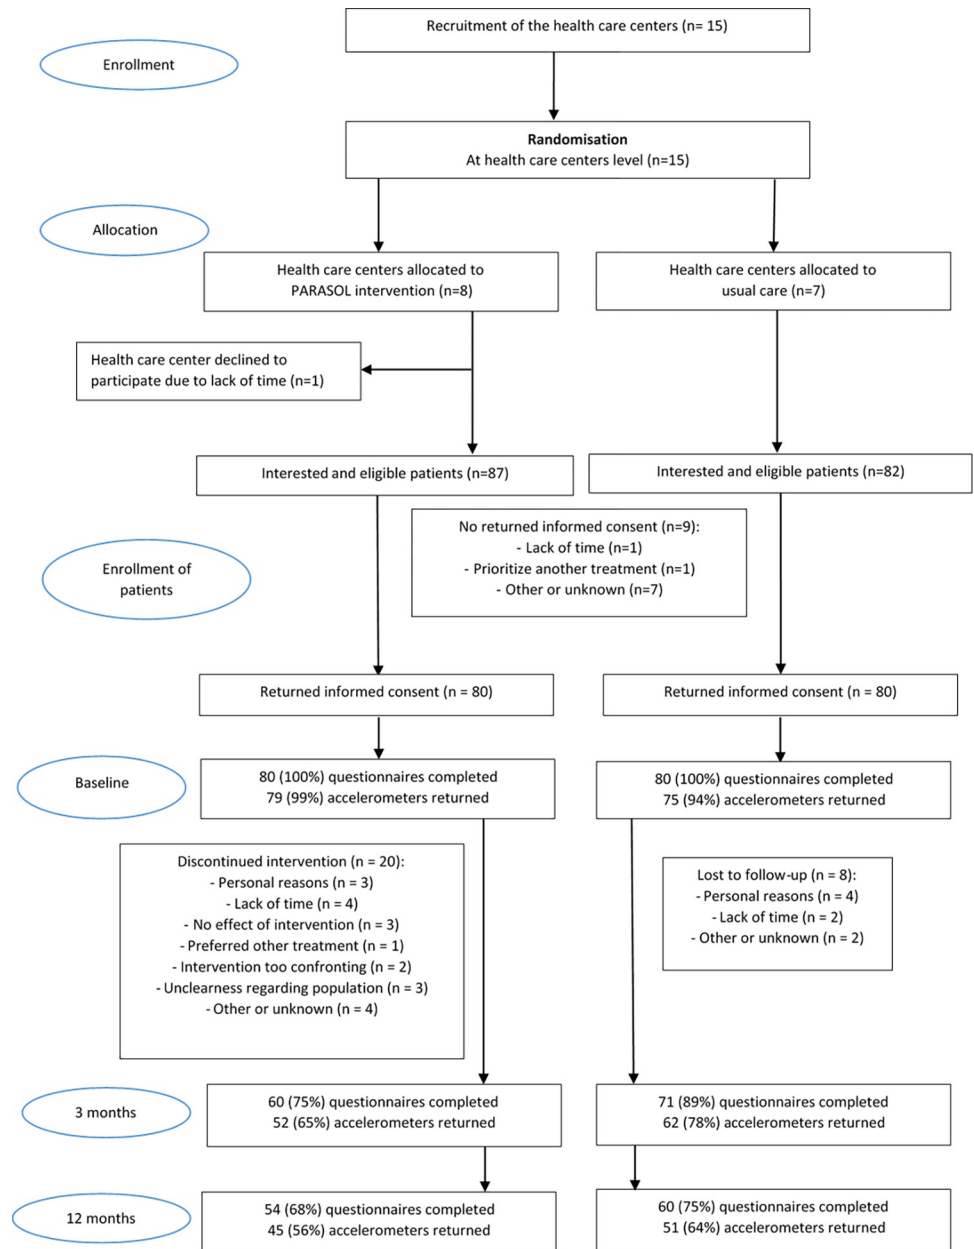 Recruitment of the health care centers (n= 15)
Enrollment
Randomisation
At health care centers level (n=15)
Allocation
Health care centers allocated to
PARASOL intervention (n=8)
Health care centers allocated to
usual care (n=7)
Health care center declined to
participate due to lack of time (n=1)
Interested and eligible patients (n=87)
Interested and eligible patients (n=82)
No returned informed consent (n=9):
- Lack of time (n=1)
- Prioritize another treatment (n=1)
- Other or unknown (n=7)
Enrollment of
patients
Returned informed consent (n = 80)
Returned informed consent (n = 80)
Baseline
80 (100%) questionnaires completed
79 (99%) accelerometers returned
80 (100%) questionnaires completed
75 (94%) accelerometers returned
Discontinued intervention (n = 20):
- Personal reasons (n = 3)
- Lack of time (n = 4)
- No effect of intervention (n = 3)
- Preferred other treatment (n = 1)
- Intervention too confronting (n = 2)
- Unclearness regarding population (n = 3)
- Other or unknown (n = 4)
Lost to follow-up (n = 8):
- Personal reasons (n = 4)
- Lack of time (n = 2)
- Other or unknown (n = 2)
3 months
60 (75%) questionnaires completed
52 (65%) accelerometers returned
71 (89%) questionnaires completed
62 (78%) accelerometers returned
12 months
54 (68%) questionnaires completed
45 (56%) accelerometers returned
60 (75%) questionnaires completed
51 (64%) accelerometers returned